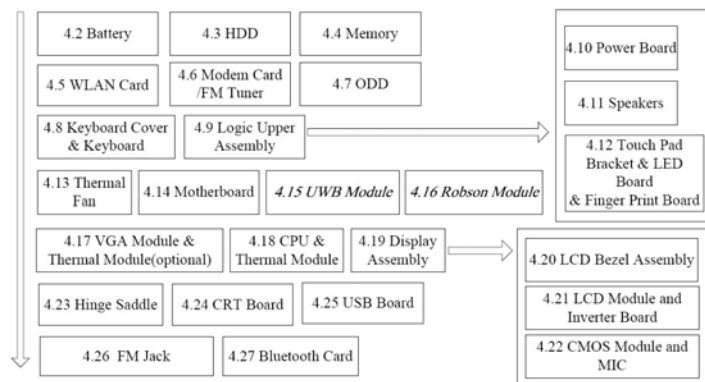 4.2 Battery
4.3 HDD
4.4 Memory
4.5 WLAN Card
4.6 Modem Card
/FM Tuner
4.7 ODD
4.8 Keyboard Cover
& Keyboard
4.9 Logic Upper
Assembly
4.10 Power Board
4.11 Speakers
4.12 Touch Pad
Bracket & LED
Board
& Finger Print Board
4.13 Thermal
Fan
4.14 Motherboard
4.15 UWB Module
4.16 Robson Module
4.17 VGA Module &
Thermal Module(optional)
4.18 CPU &
Thermal Module
4.19 Display
Assembly
4.20 LCD Bezel Assembly
4.21 LCD Module and
Inverter Board
4.22 CMOS Module and
MIC
4.23 Hinge Saddle
4.24 CRT Board
4.25 USB Board
4.26 FM Jack
4.27 Bluetooth Card